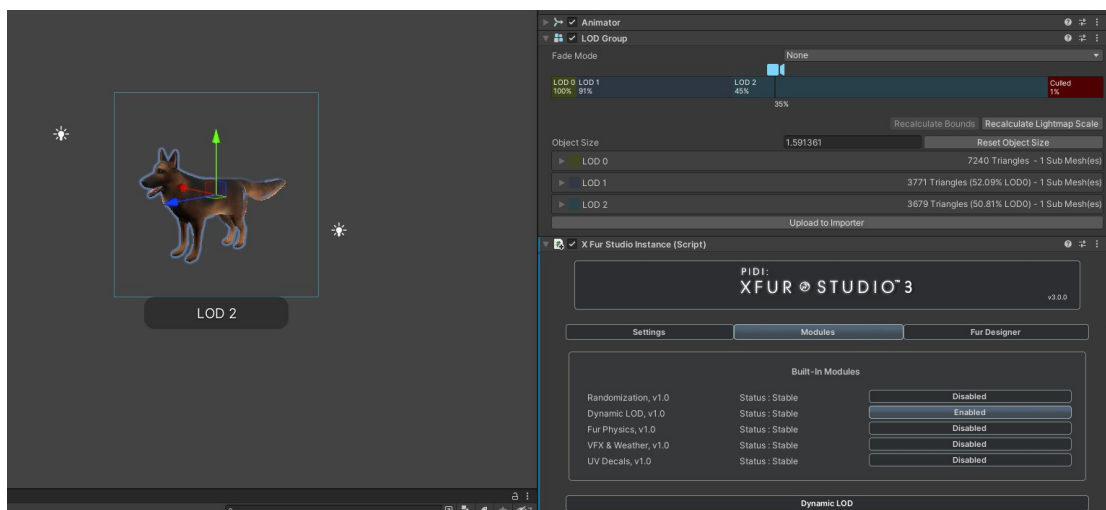 Animator
LOD Group
Fade Mode None
LOD 0 LOD 1 LOD 2 Culled
100% 91% 45% 1%
35%
Recalculate Bounds Recalculate Lightmap Scale
Object Size 1.591361 Reset Object Size
LOD 0 7240 Triangles - 1 Sub Mesh(es)
LOD 1 3771 Triangles (52.09% LOD0) - 1 Sub Mesh(es)
LOD 2 3679 Triangles (50.81% LOD0) - 1 Sub Mesh(es)
Upload to Importer
LOD 2
X Fur Studio Instance (Script)
PIDI:
XFUR STUDIO™ 3
v3.0.0
Settings Modules Fur Designer
Built-In Modules
Randomization, v1.0 Status : Stable Disabled
Dynamic LOD, v1.0 Status : Stable Enabled
Fur Physics, v1.0 Status : Stable Disabled
VFX & Weather, v1.0 Status : Stable Disabled
UV Decals, v1.0 Status : Stable Disabled
Dynamic LOD